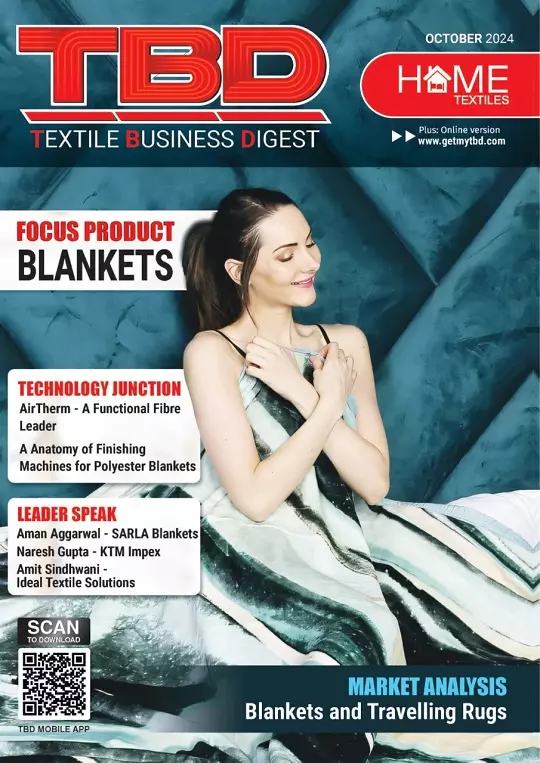 TBD
TEXTILE BUSINESS DIGEST
OCTOBER 2024
HOME
TEXTILES
Plus: Online version
www.getmytbd.com
FOCUS PRODUCT
BLANKETS
TECHNOLOGY JUNCTION
AirTherm - A Functional Fibre
Leader
A Anatomy of Finishing
Machines for Polyester Blankets
LEADER SPEAK
Aman Aggarwal - SARLA Blankets
Naresh Gupta - KTM Impex
Amit Sindhwani -
Ideal Textile Solutions
SCAN
TO DOWNLOAD
TBD MOBILE APP
MARKET ANALYSIS
Blankets and Travelling Rugs